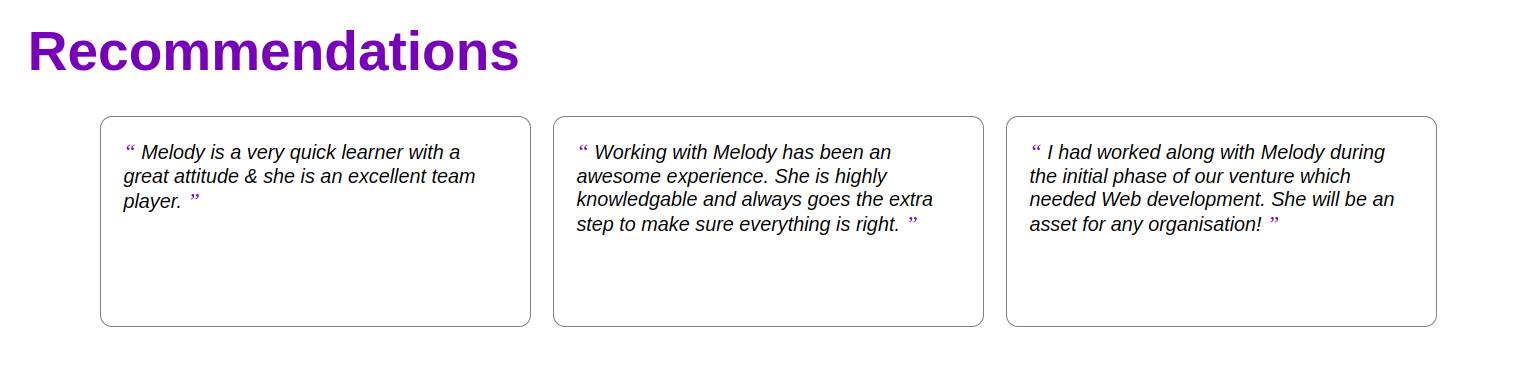 Recommendations
“ Melody is a very quick learner with a
great attitude & she is an excellent team
player. ”
“ Working with Melody has been an
awesome experience. She is highly
knowledgable and always goes the extra
step to make sure everything is right. ”
“ I had worked along with Melody during
the initial phase of our venture which
needed Web development. She will be an
asset for any organisation! ”